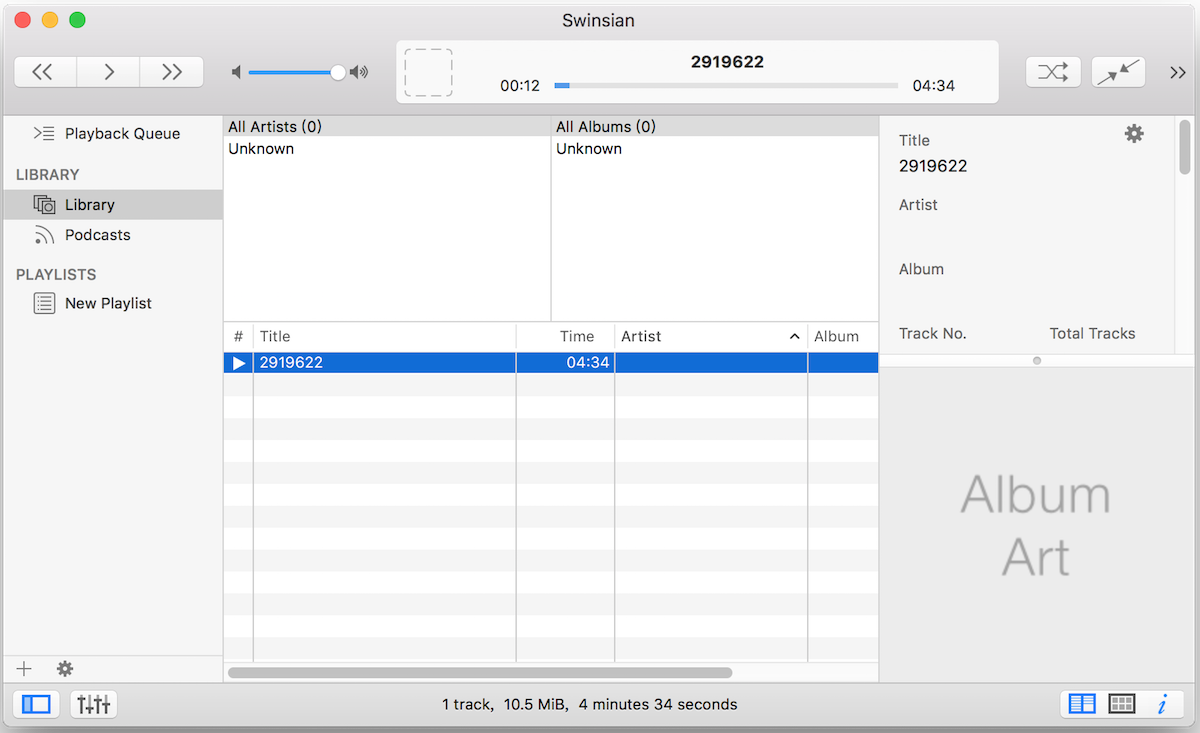 Swinsian
2919622
00:12
04:34
Playback Queue
LIBRARY
Library
Podcasts
PLAYLISTS
New Playlist
All Artists (0)
Unknown
All Albums (0)
Unknown
# Title Time Artist Album
2919622 04:34
Title
2919622
Artist
Album
Track No. Total Tracks
Album
Art
1 track, 10.5 MiB, 4 minutes 34 seconds